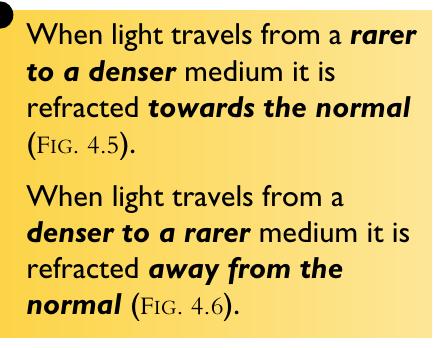 When light travels from a rarer
to a denser medium it is
refracted towards the normal
(FIG. 4.5).
When light travels from a
denser to a rarer medium it is
refracted away from the
normal (FIG. 4.6).